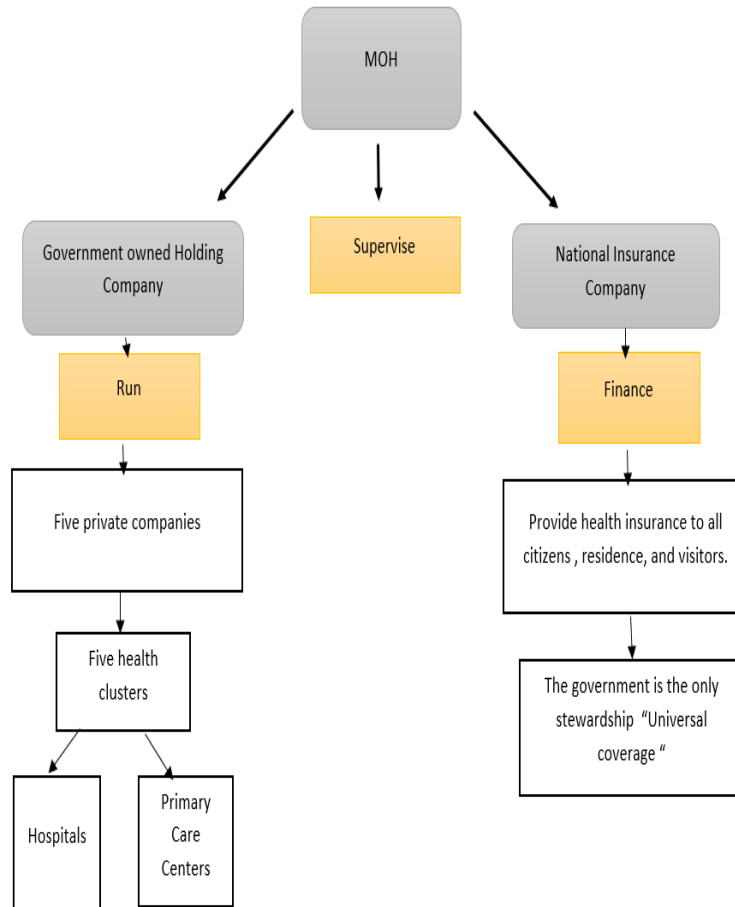 MOH
Government owned Holding
Company
Supervise
National Insurance
Company
Run
Finance
Five private companies
Provide health insurance to all
citizens , residence, and visitors.
Five health
clusters
The government is the only
stewardship “Universal
coverage “
Hospitals
Primary
Care
Centers